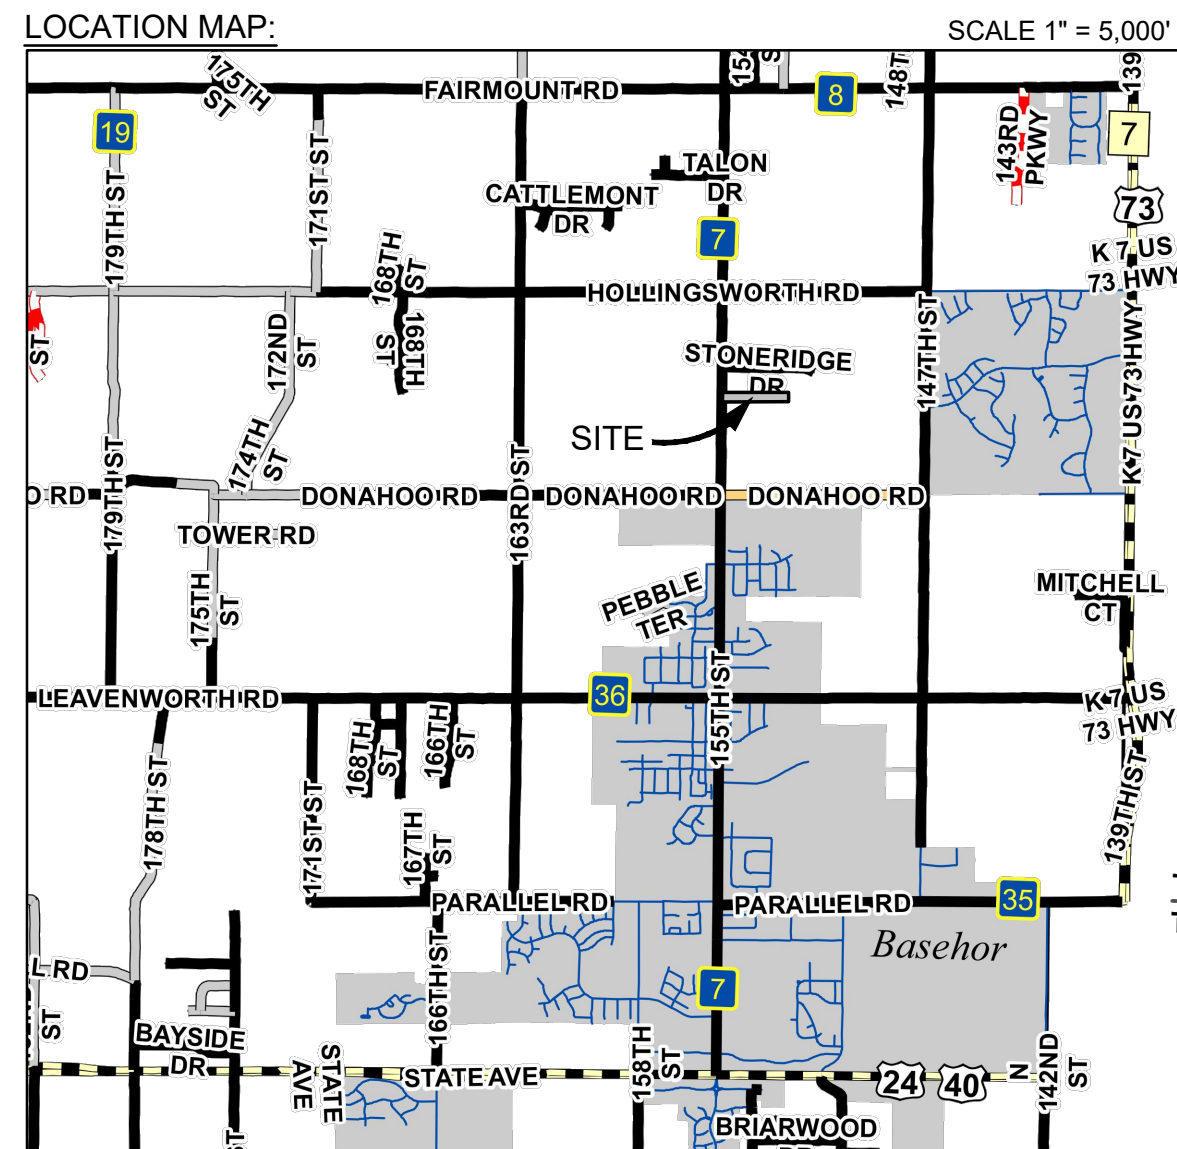 LOCATION MAP:
SCALE 1" = 5,000'
175TH
ST
FAIRMOUNT RD
8
148T
139
19
143RD
PKWY
7
171ST ST
179TH ST
TALON
DR
CATTLEMONT
DR
73
7
K 7 US
73 HWY
168TH
ST
HOLLINGSWORTH RD
172ND
ST
168TH
ST
ST
147TH ST
K 7 US 73 HWY
STONERIDGE
DR
SITE
174TH
ST
179TH ST
163RD ST
O RD
DONAHOO RD
DONAHOO RD
DONAHOO RD
TOWER RD
175TH
ST
PEBBLE
TER
MITCHELL
CT
155TH ST
LEAVENWORTH RD
36
K 7 US
73 HWY
168TH
ST
166TH
ST
178TH ST
171ST ST
167TH
ST
139TH ST
PARALLEL RD
PARALLEL RD
35
Basehor
166TH ST
L RD
7
ST
BAYSIDE
DR
STATE
AVE
STATE AVE
158TH
ST
24
40
N
142ND
ST
BRIARWOOD
ST